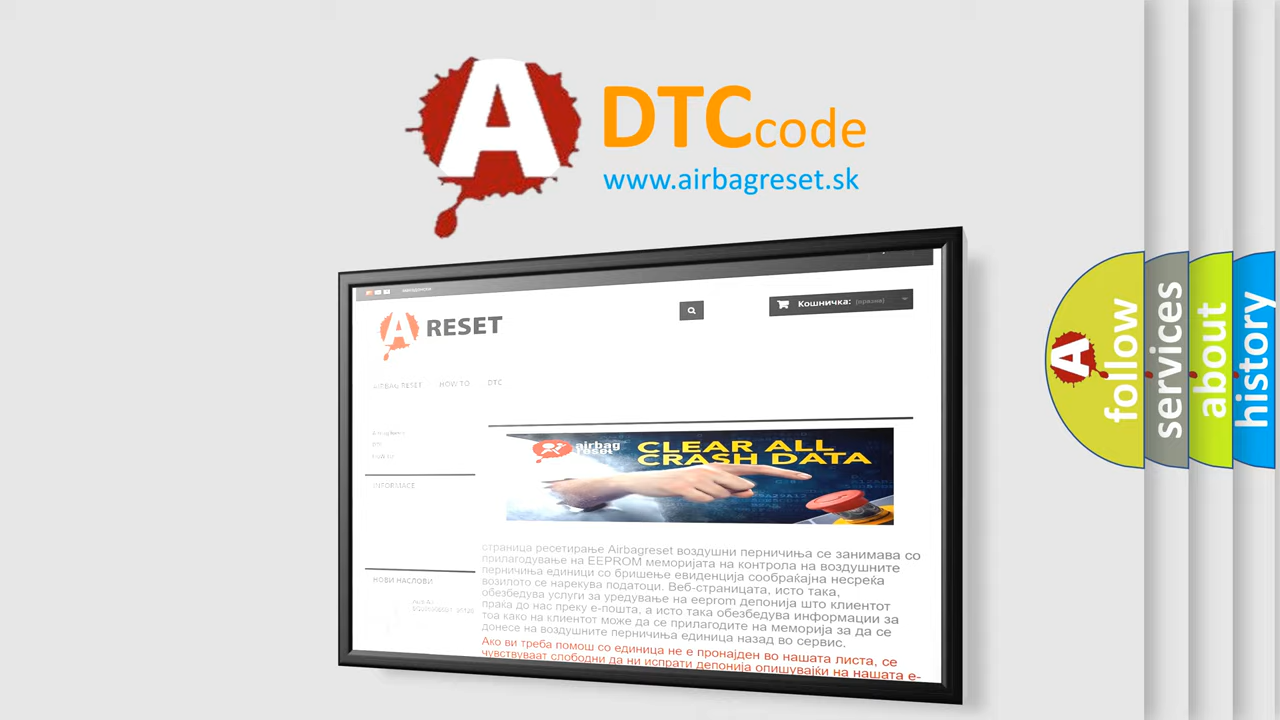 A DTC code
www.airbagreset.sk
македонски
A RESET
Кошничка: (празни)
AIRBAG RESET HOW TO DTC
INFORMACE
НОВИ НАСЛОВИ
airbag
reset
CLEAR ALL
CRASH DATA
страница ресетирање Airbagreset воздушни перничиња се занимава со
прилагодување на EEPROM меморијата на контрола на воздушните
перничиња единици со бришење евиденција сообраќајна несреќа
возилото се нарекува податоци. Веб-страницата, исто така,
обезбедува услуги за уредување на eeprom депонија што клиентот
праќа до нас преку е-пошта, а исто така обезбедува информации за
тоа како на клиентот може да се прилагодите на меморија за да се
донесе на воздушните перничиња единица назад во сервис.
Ако ви треба помош со единица не е пронајден во нашата листа, се
чувствуваат слободни да ни испрати депонија опишувајќи на нашата е-
A follow
services
about
history